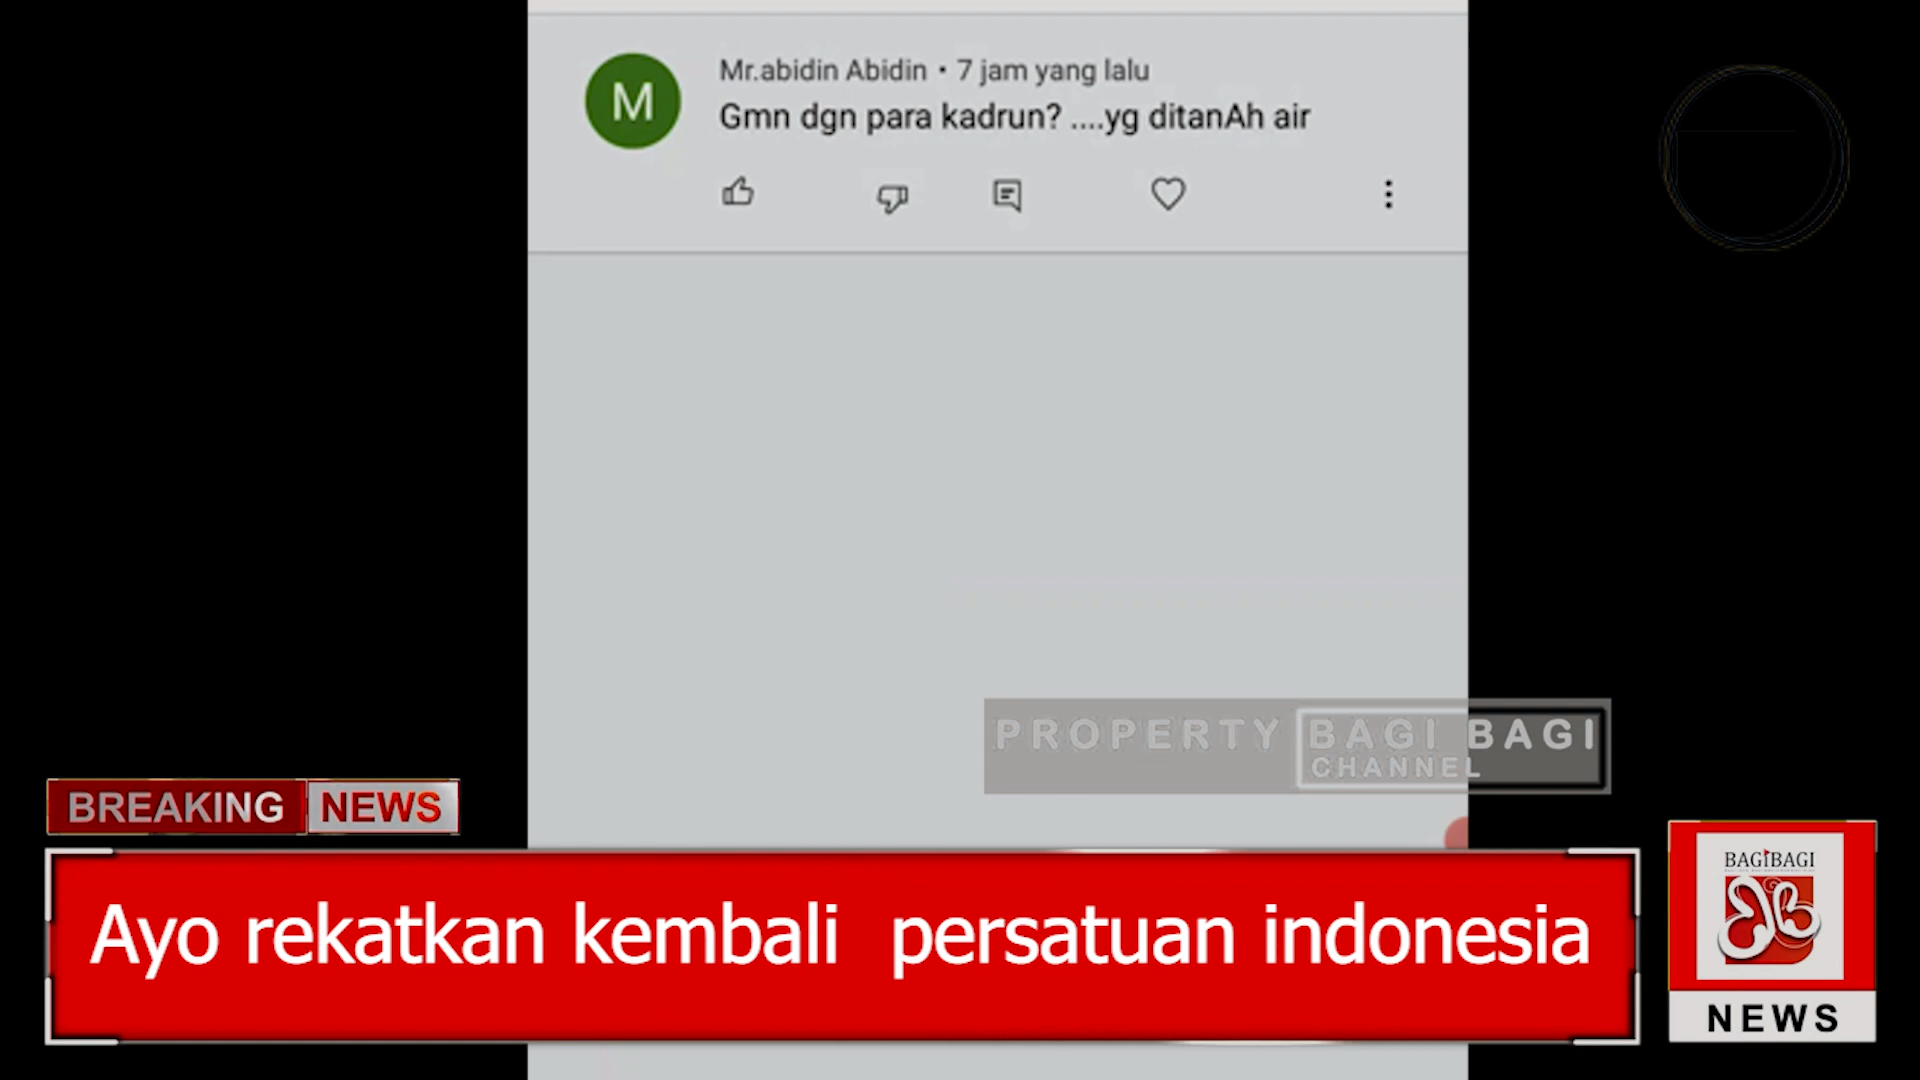 M
Mr.abidin Abidin • 7 jam yang lalu
Gmn dgn para kadrun? ....yg ditanAh air
PROPERTY BAGI BAGI
CHANNEL
BREAKING NEWS
Ayo rekatkan kembali persatuan indonesia
BAGIBAGI
NEWS